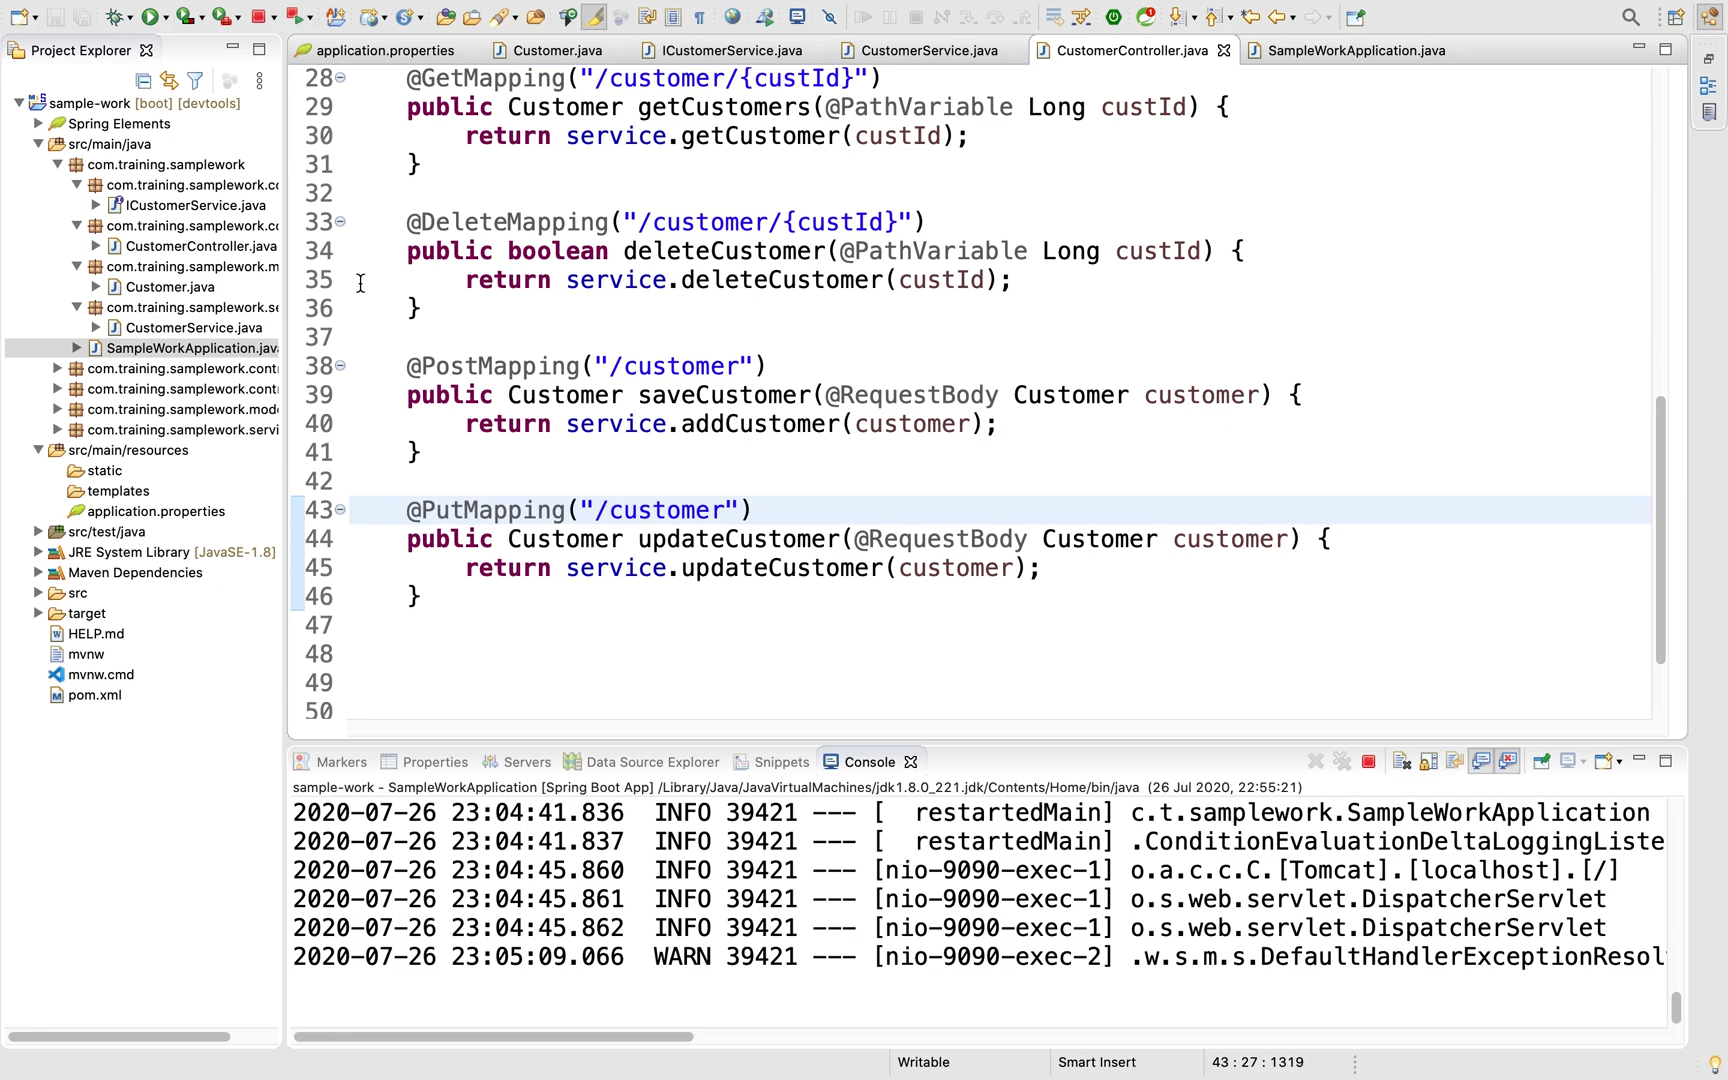 Project Explorer
application.properties
Customer.java
ICustomerService.java
CustomerService.java
CustomerController.java
SampleWorkApplication.java
sample-work [boot] [devtools]
Spring Elements
src/main/java
com.training.samplework
com.training.samplework.co
ICustomerService.java
com.training.samplework.co
CustomerController.java
com.training.samplework.m
Customer.java
com.training.samplework.se
CustomerService.java
SampleWorkApplication.jav
com.training.samplework.cont
com.training.samplework.cont
com.training.samplework.mod
com.training.samplework.servi
src/main/resources
static
templates
application.properties
src/test/java
JRE System Library [JavaSE-1.8]
Maven Dependencies
src
target
HELP.md
mvnw
mvnw.cmd
pom.xml
28 @GetMapping("/customer/{custId}")
29 public Customer getCustomers(@PathVariable Long custId) {
30 return service.getCustomer(custId);
31 }
32
33 @DeleteMapping("/customer/{custId}")
34 public boolean deleteCustomer(@PathVariable Long custId) {
35 return service.deleteCustomer(custId);
36 }
37
38 @PostMapping("/customer")
39 public Customer saveCustomer(@RequestBody Customer customer) {
40 return service.addCustomer(customer);
41 }
42
43 @PutMapping("/customer")
44 public Customer updateCustomer(@RequestBody Customer customer) {
45 return service.updateCustomer(customer);
46 }
47
48
49
50
Markers
Properties
Servers
Data Source Explorer
Snippets
Console
sample-work - SampleWorkApplication [Spring Boot App] /Library/Java/JavaVirtualMachines/jdk1.8.0_221.jdk/Contents/Home/bin/java (26 Jul 2020, 22:55:21)
2020-07-26 23:04:41.836 INFO 39421 --- [ restartedMain] c.t.samplework.SampleWorkApplication
2020-07-26 23:04:41.837 INFO 39421 --- [ restartedMain] .ConditionEvaluationDeltaLoggingListe
2020-07-26 23:04:45.860 INFO 39421 --- [nio-9090-exec-1] o.a.c.c.C.[Tomcat].[localhost].[/]
2020-07-26 23:04:45.861 INFO 39421 --- [nio-9090-exec-1] o.s.web.servlet.DispatcherServlet
2020-07-26 23:04:45.862 INFO 39421 --- [nio-9090-exec-1] o.s.web.servlet.DispatcherServlet
2020-07-26 23:05:09.066 WARN 39421 --- [nio-9090-exec-2] .w.s.m.s.DefaultHandlerExceptionResol
Writable
Smart Insert
43 : 27 : 1319